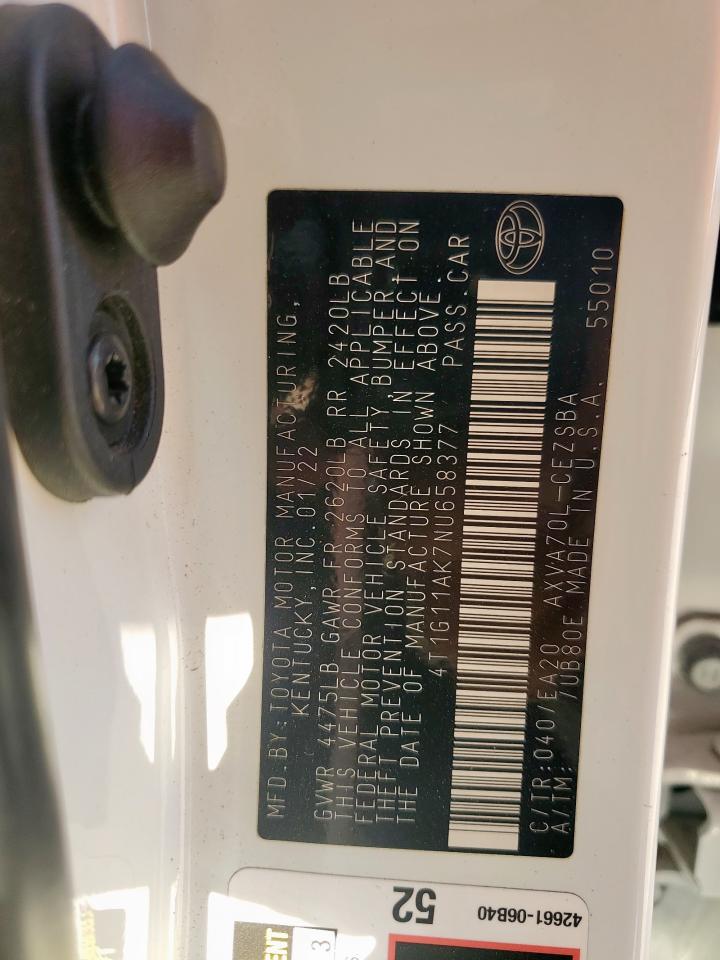 MFD.BY:TOYOTA MOTOR MANUFACTURING,
KENTUCKY,INC.01/22
GVWR 4475LB GAWR FR 2620LB RR 2420LB
THIS VEHICLE CONFORMS TO ALL APPLICABLE
FEDERAL MOTOR VEHICLE SAFETY,BUMPER,AND
THEFT PREVENTION STANDARDS IN EFFECT ON
THE DATE OF MANUFACTURE SHOWN ABOVE.
4T1G11AK7NU658377 PASS.CAR
C/TR:040/EA20 AXVA70L-CEZSBA
A/TM: /UB80E MADE IN U.S.A. 55010
52
42661-06B40
3